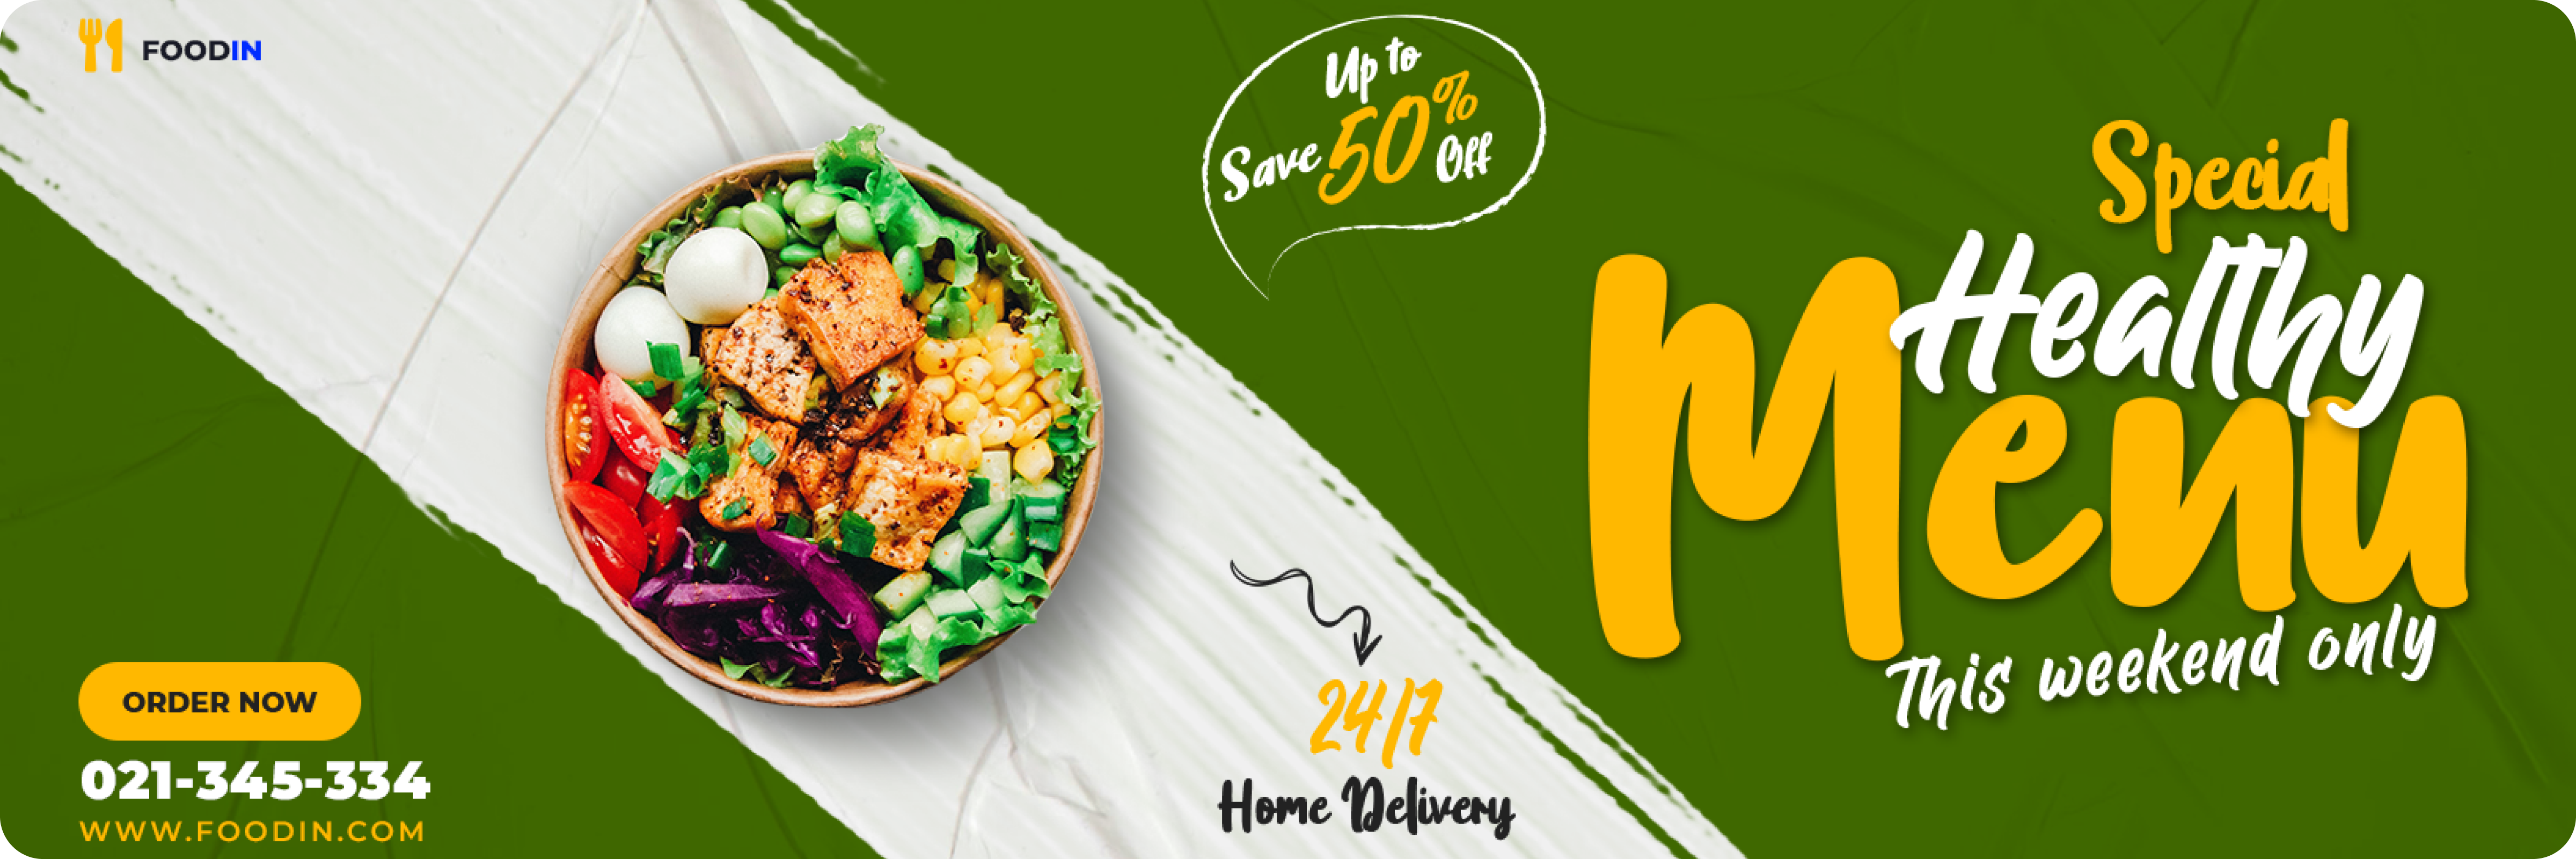 FOODIN
Up to
Save 50% Off
Special
Healthy
Menu
This weekend only
24/7
Home Delivery
ORDER NOW
021-345-334
WWW.FOODIN.COM